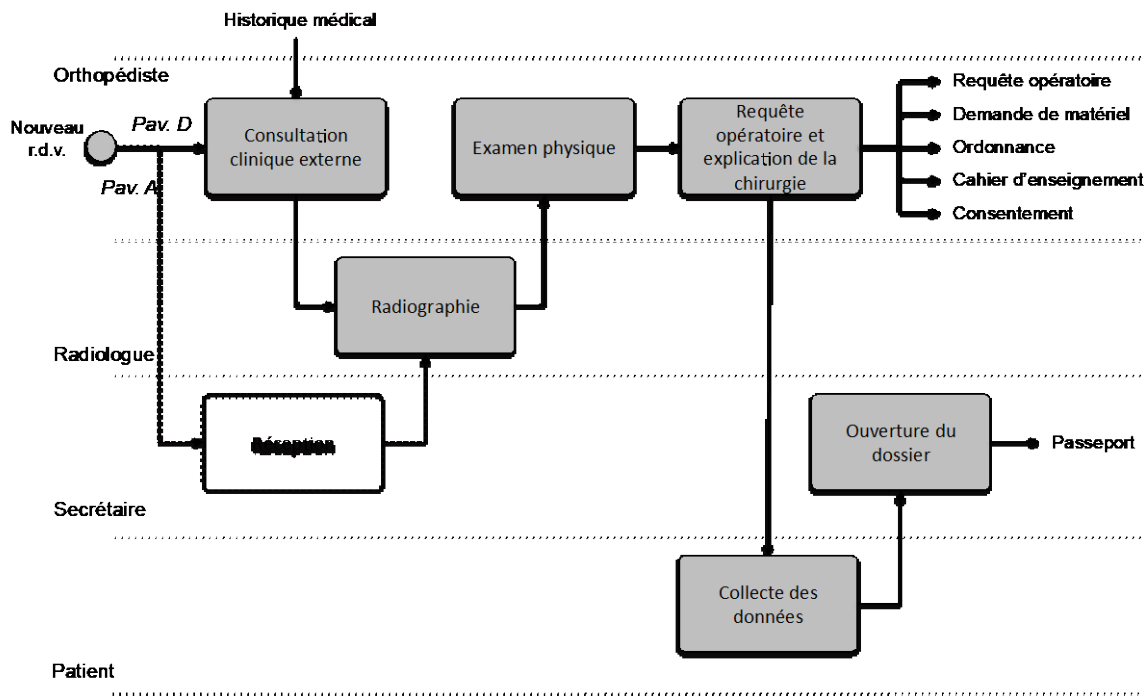 Historique médical
Orthopédiste
Nouveau
r.d.v.
Pav. D
Pav. A
Consultation
clinique externe
Examen physique
Requête
opératoire et
explication de la
chirurgie
Requête opératoire
Demande de matériel
Ordonnance
Cahier d'enseignement
Consentement
Radiographie
Radiologue
Réception
Ouverture du
dossier
Passeport
Secrétaire
Collecte des
données
Patient